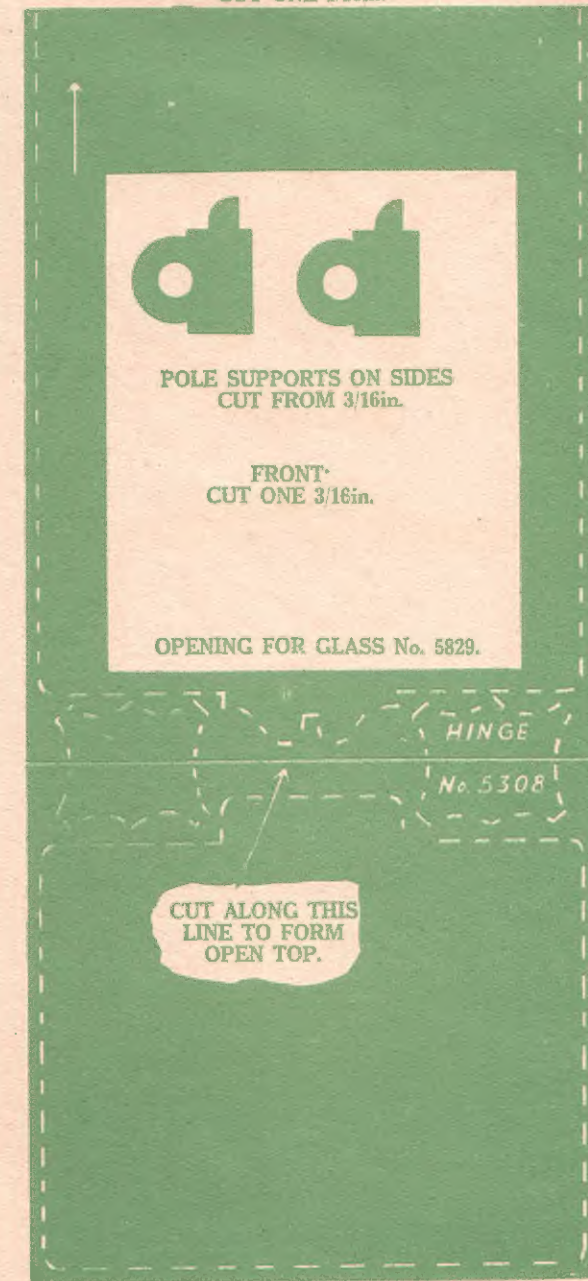 POLE SUPPORTS ON SIDES
CUT FROM 3/16in.
FRONT
CUT ONE 3/16in.
OPENING FOR GLASS No. 5829.
HINGE
No. 5308
CUT ALONG THIS
LINE TO FORM
OPEN TOP.